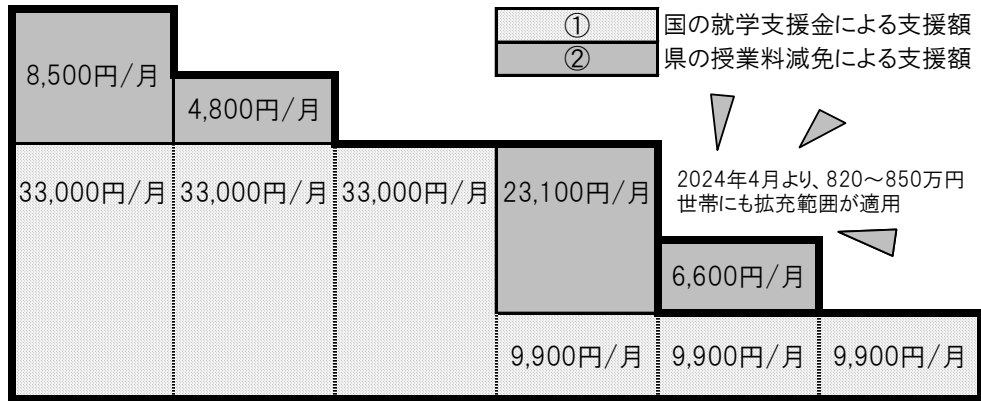 ① 国の就学支援金による支援額
② 県の授業料減免による支援額
8,500円/月
4,800円/月
33,000円/月 33,000円/月 33,000円/月 23,100円/月
2024年4月より、820〜850万円
世帯にも拡充範囲が適用
6,600円/月
9,900円/月 9,900円/月 9,900円/月